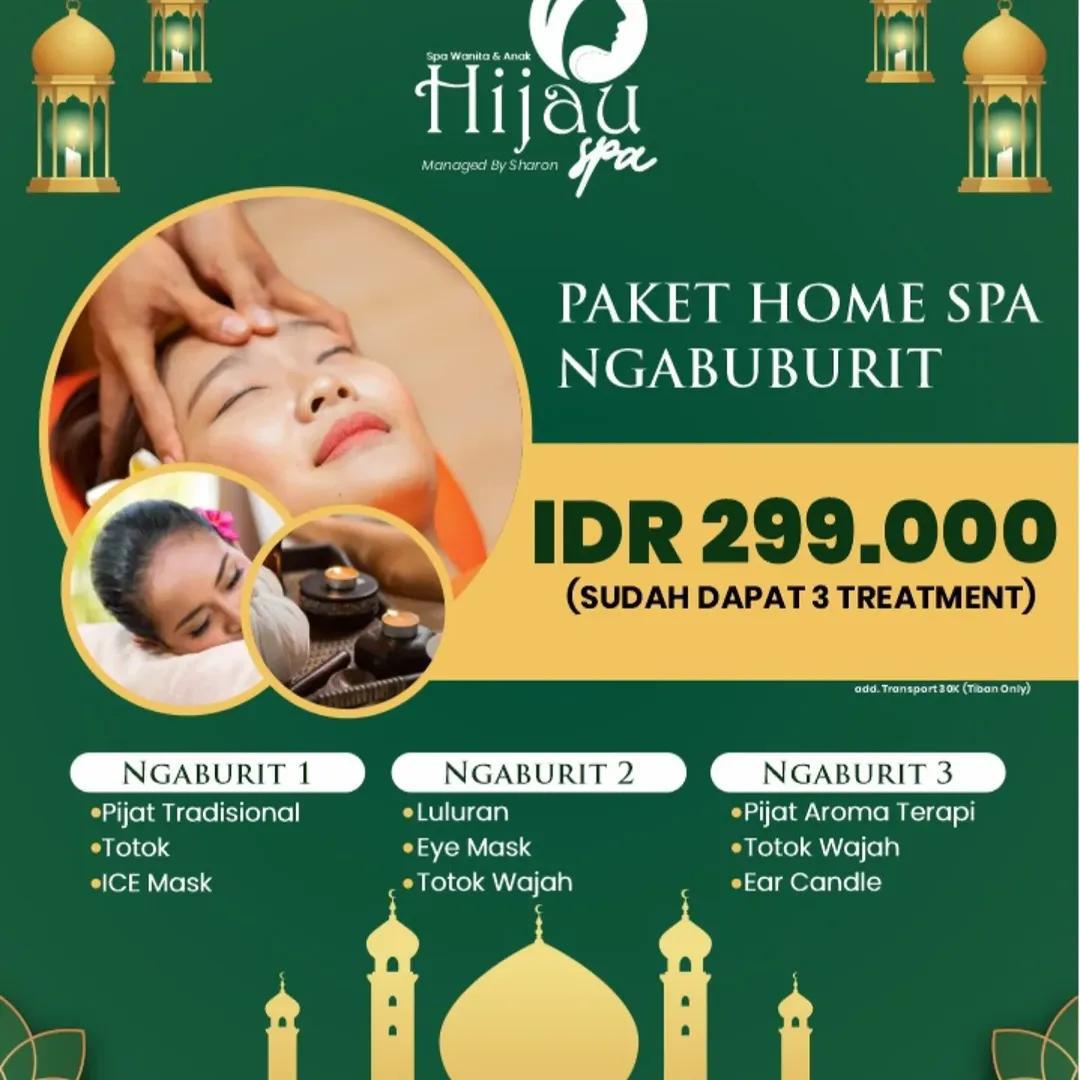 Spa Wanita & Anak
Hijau
spa
Managed By Sharon
PAKET HOME SPA
NGABUBURIT
IDR 299.000
(SUDAH DAPAT 3 TREATMENT)
add. Transport 30K (Tiban Only)
NGABURIT 1
•Pijat Tradisional
•Totok
•ICE Mask
NGABURIT 2
•Luluran
•Eye Mask
•Totok Wajah
NGABURIT 3
•Pijat Aroma Terapi
•Totok Wajah
•Ear Candle